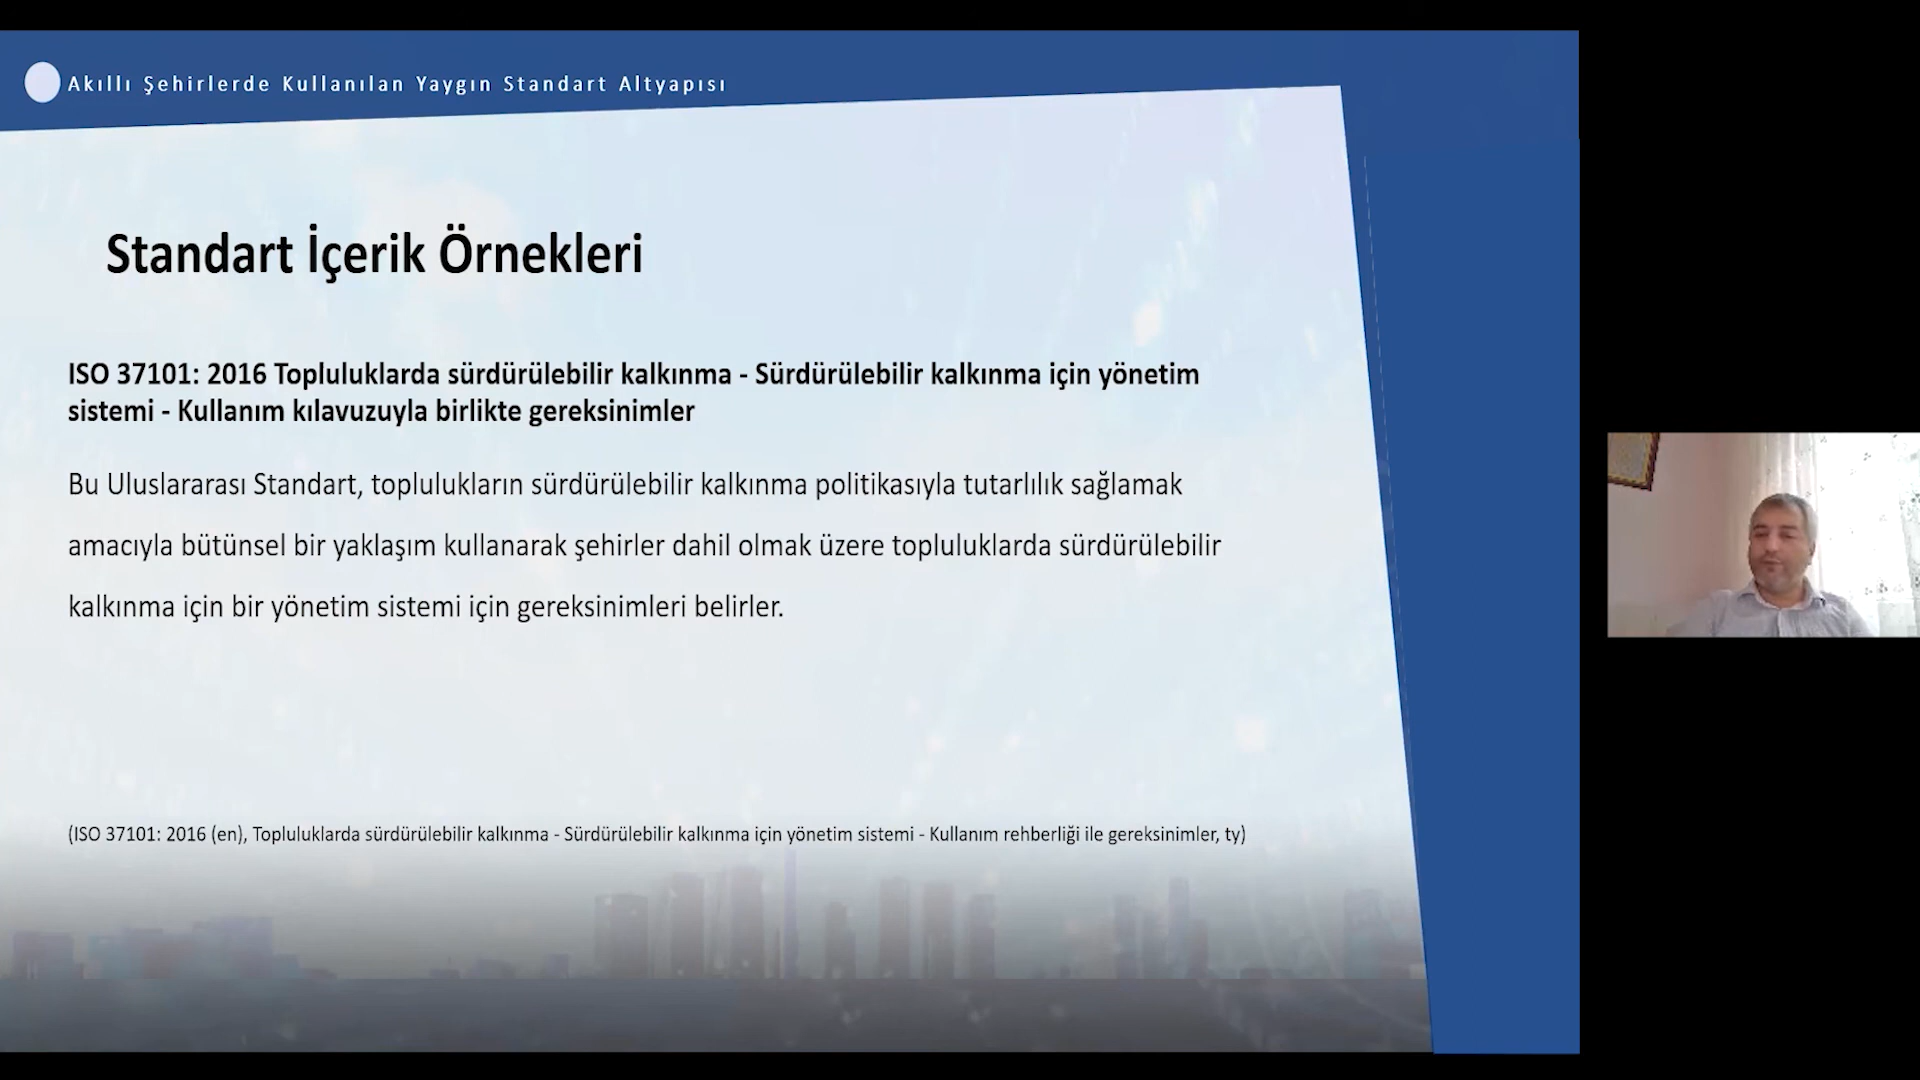 Akıllı Şehirlerde Kullanılan Yaygın Standart Altyapısı
Standart İçerik Örnekleri
ISO 37101: 2016 Topluluklarda sürdürülebilir kalkınma - Sürdürülebilir kalkınma için yönetim
sistemi - Kullanım kılavuzuyla birlikte gereksinimler
Bu Uluslararası Standart, toplulukların sürdürülebilir kalkınma politikasıyla tutarlılık sağlamak
amacıyla bütünsel bir yaklaşım kullanarak şehirler dahil olmak üzere topluluklarda sürdürülebilir
kalkınma için bir yönetim sistemi için gereksinimleri belirler.
(ISO 37101: 2016 (en), Topluluklarda sürdürülebilir kalkınma - Sürdürülebilir kalkınma için yönetim sistemi - Kullanım rehberliği ile gereksinimler, ty)